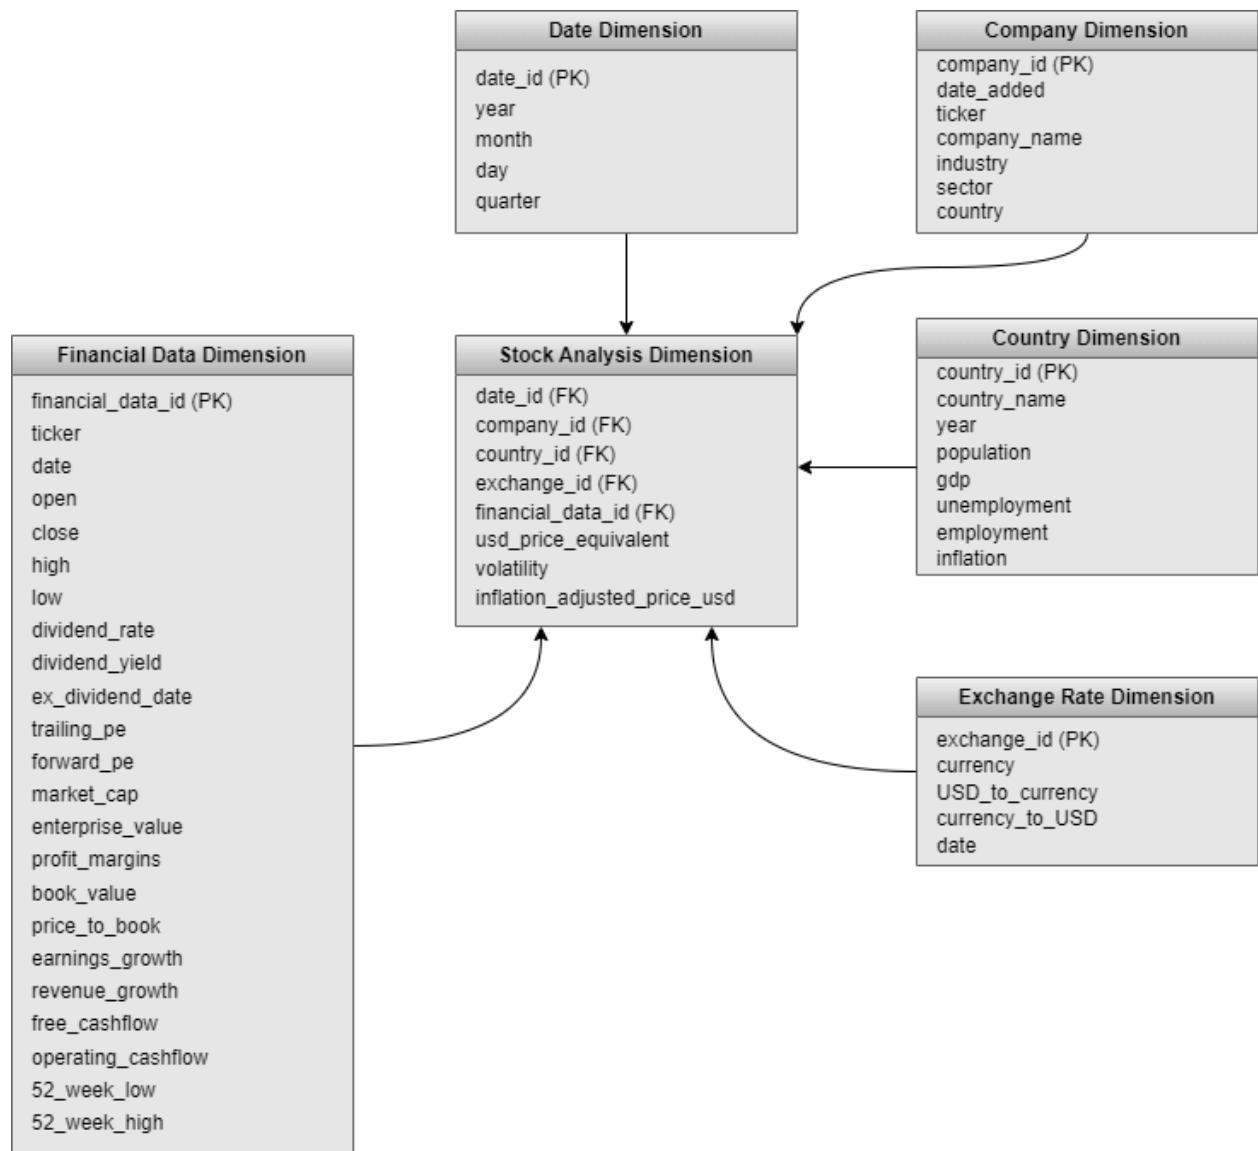 Date Dimension
date_id (PK)
year
month
day
quarter
Company Dimension
company_id (PK)
date_added
ticker
company_name
industry
sector
country
Financial Data Dimension
financial_data_id (PK)
ticker
date
open
close
high
low
dividend_rate
dividend_yield
ex_dividend_date
trailing_pe
forward_pe
market_cap
enterprise_value
profit_margins
book_value
price_to_book
earnings_growth
revenue_growth
free_cashflow
operating_cashflow
52_week_low
52_week_high
Stock Analysis Dimension
date_id (FK)
company_id (FK)
country_id (FK)
exchange_id (FK)
financial_data_id (FK)
usd_price_equivalent
volatility
inflation_adjusted_price_usd
Country Dimension
country_id (PK)
country_name
year
population
gdp
unemployment
employment
inflation
Exchange Rate Dimension
exchange_id (PK)
currency
USD_to_currency
currency_to_USD
date